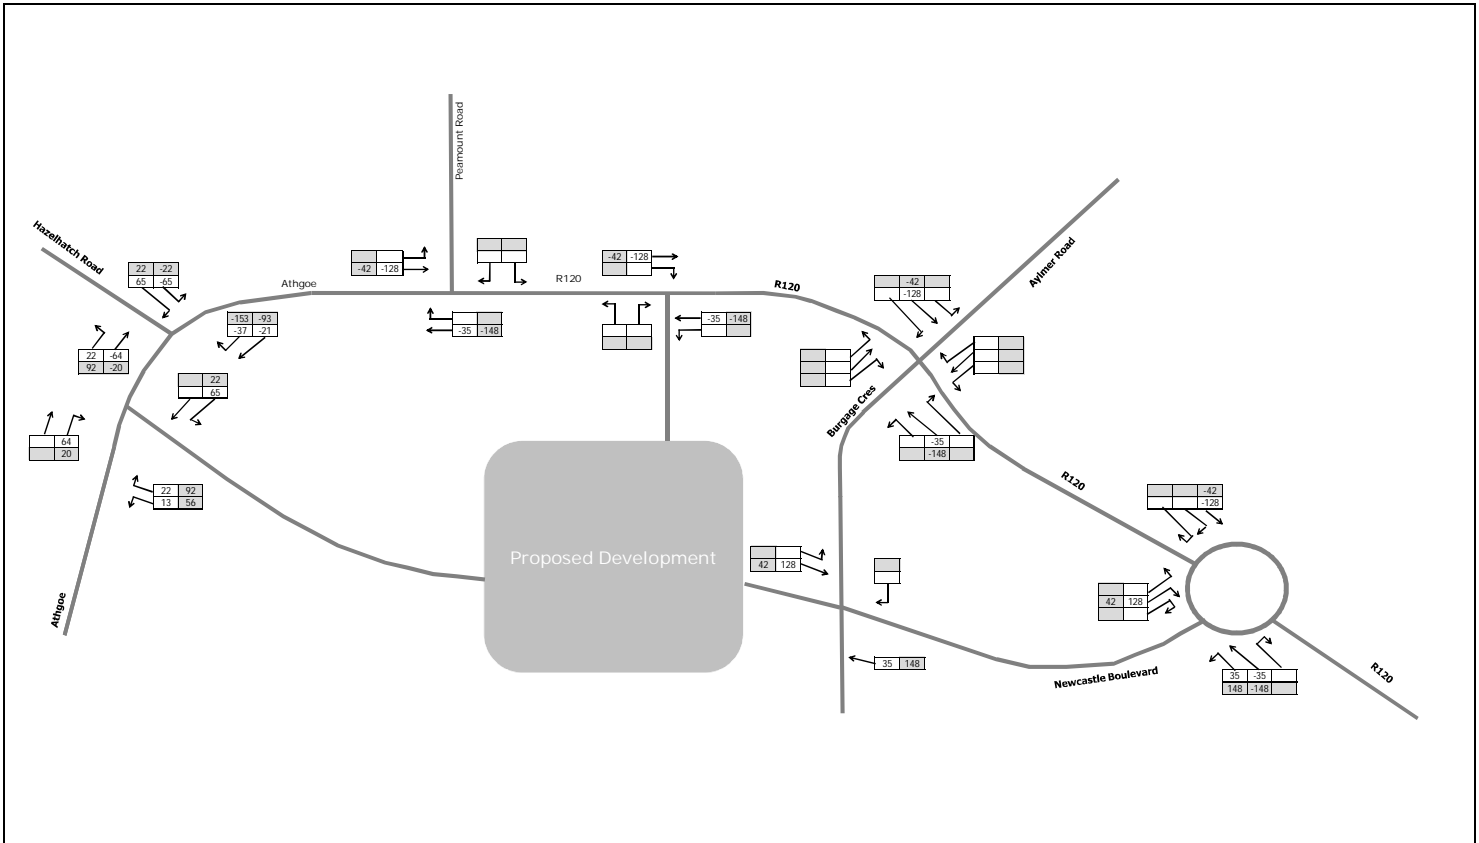 Peamount Road
Aylmer Road
Hazelhatch Road
-42 -128
22 -22
65 -65
Athgoe
R120
-42 -128
R120
-42
-128
-153 -93
-37 -21
-35 -148
-35 -148
22 -64
92 -20
22
65
Burgage Cres
64
20
-35
-148
R120
22 92
13 56
-42
-128
Proposed Development
42 128
42 128
Athgoe
35 148
Newcastle Boulevard
35 -35
148 -148
R120